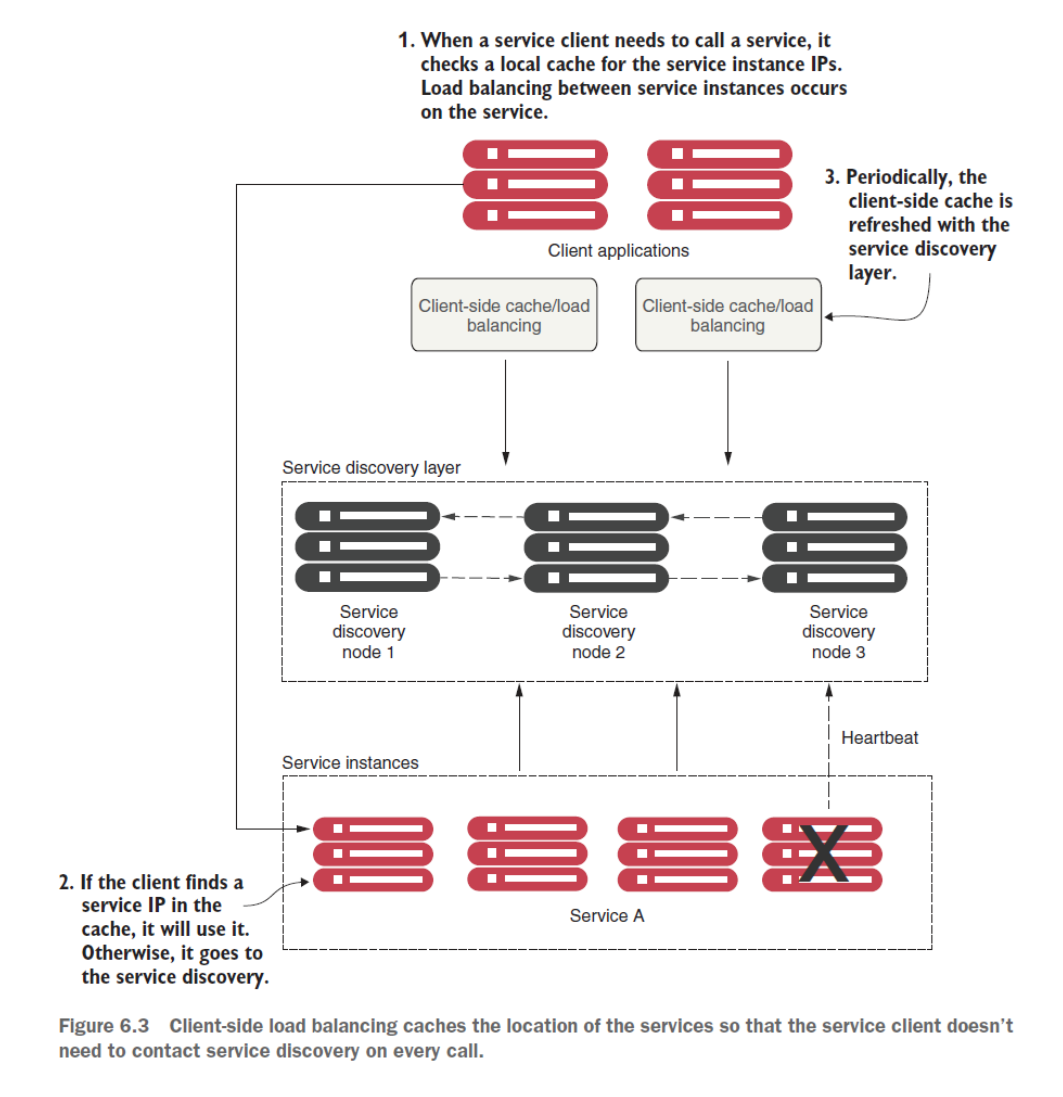 1. When a service client needs to call a service, it
checks a local cache for the service instance IPs.
Load balancing between service instances occurs
on the service.
3. Periodically, the
client-side cache is
refreshed with the
service discovery
layer.
Client applications
Client-side cache/load
balancing
Client-side cache/load
balancing
Service discovery layer
Service
discovery
node 1
Service
discovery
node 2
Service
discovery
node 3
Heartbeat
Service instances
X
2. If the client finds a
service IP in the
cache, it will use it.
Otherwise, it goes to
the service discovery.
Service A
Figure 6.3 Client-side load balancing caches the location of the services so that the service client doesn't
need to contact service discovery on every call.